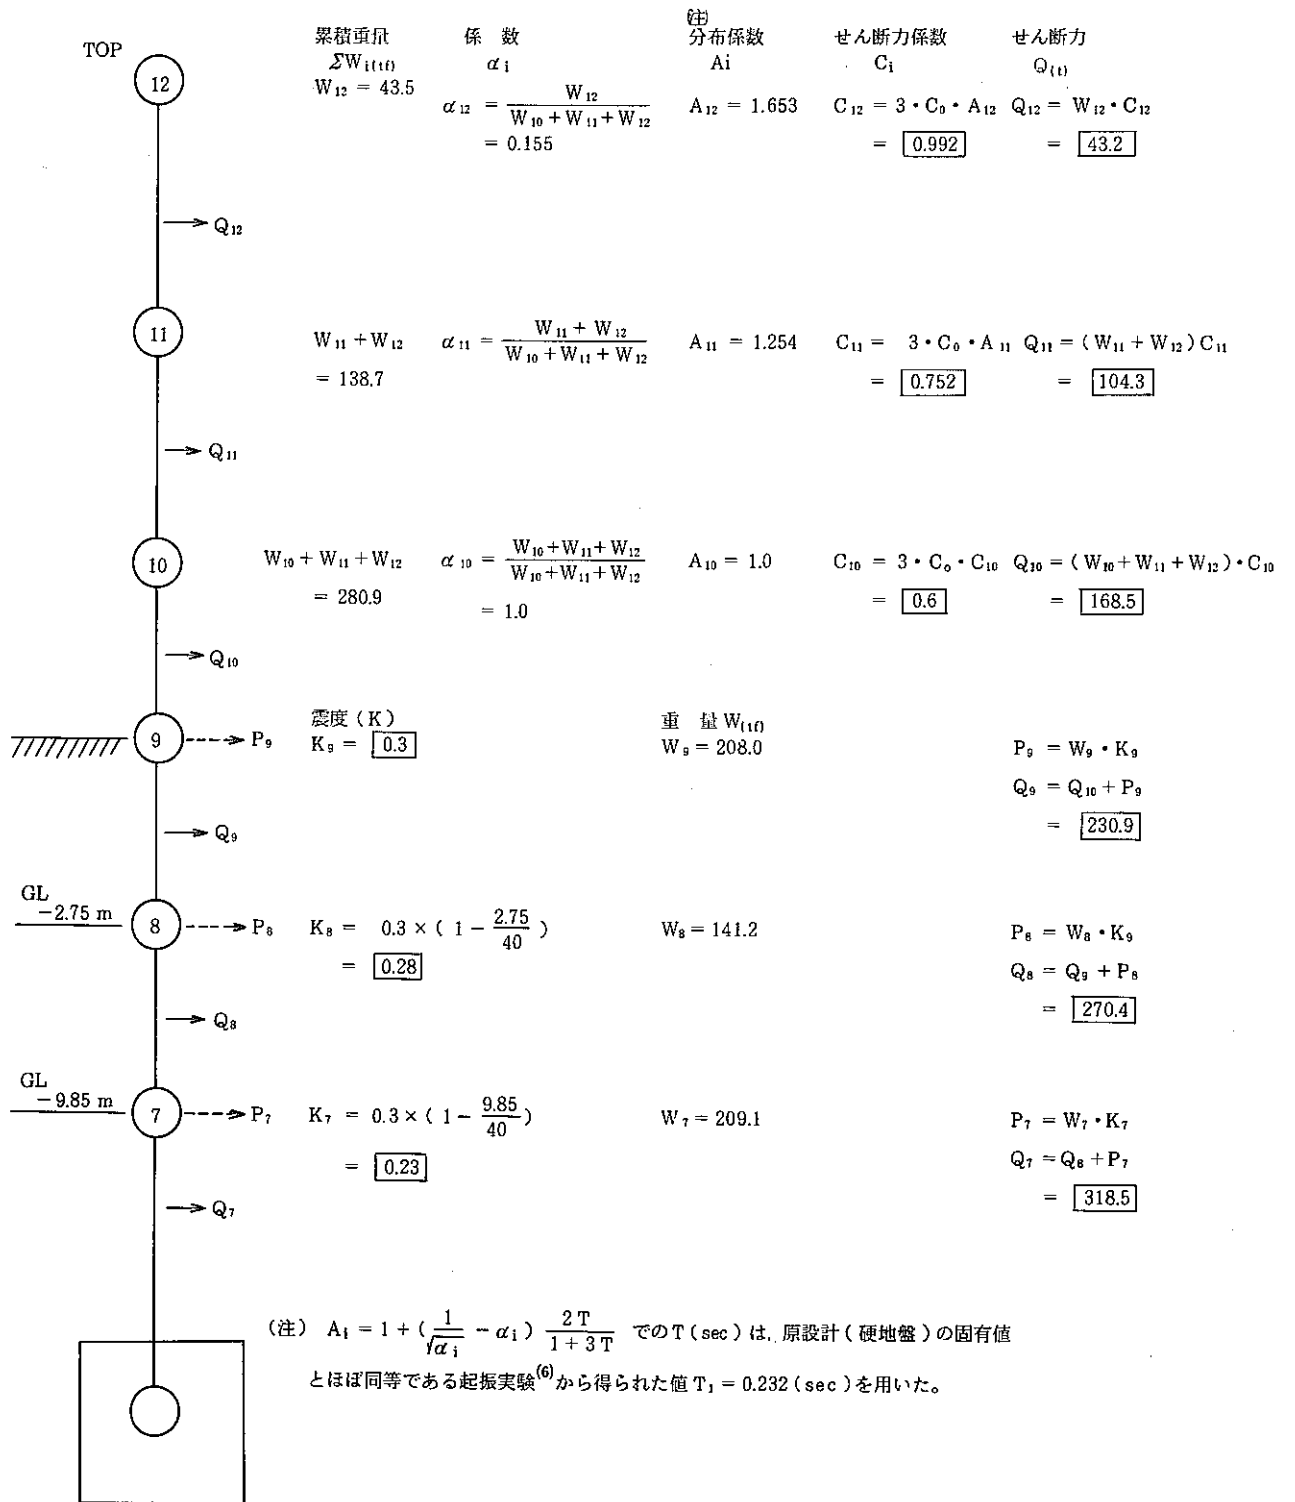 (注)
累積重量 係 数 分布係数 せん断力係数 せん断力
TOP ΣWi(tf) αi Ai Ci Q(t)
12 W12 = 43.5 α12 = W12 / (W10 + W11 + W12) A12 = 1.653 C12 = 3・C0・A12 Q12 = W12・C12
= 0.155 = 0.992 = 43.2
Q12
11 W11 + W12 α11 = (W11 + W12) / (W10 + W11 + W12) A11 = 1.254 C11 = 3・C0・A11 Q11 = (W11 + W12) C11
= 138.7 = 0.752 = 104.3
Q11
10 W10 + W11 + W12 α10 = (W10 + W11 + W12) / (W10 + W11 + W12) A10 = 1.0 C10 = 3・C0・C10 Q10 = (W10 + W11 + W12)・C10
= 280.9 = 1.0 = 0.6 = 168.5
Q10
震度 (K) 重 量 W(tf)
9 P9 K9 = 0.3 W9 = 208.0 P9 = W9・K9
Q9 = Q10 + P9
Q9 = 230.9
GL
-2.75 m 8 P8 K8 = 0.3 × ( 1 - 2.75 / 40 ) W8 = 141.2 P8 = W8・K9
= 0.28 Q8 = Q9 + P8
Q8 = 270.4
GL
-9.85 m 7 P7 K7 = 0.3 × ( 1 - 9.85 / 40 ) W7 = 209.1 P7 = W7・K7
= 0.23 Q7 = Q8 + P7
Q7 = 318.5
(注) Ai = 1 + ( 1 / √αi - αi ) 2T / (1 + 3T) でのT (sec) は, 原設計 (硬地盤) の固有値
とほぼ同等である起振実験(6)から得られた値 T1 = 0.232 (sec) を用いた。